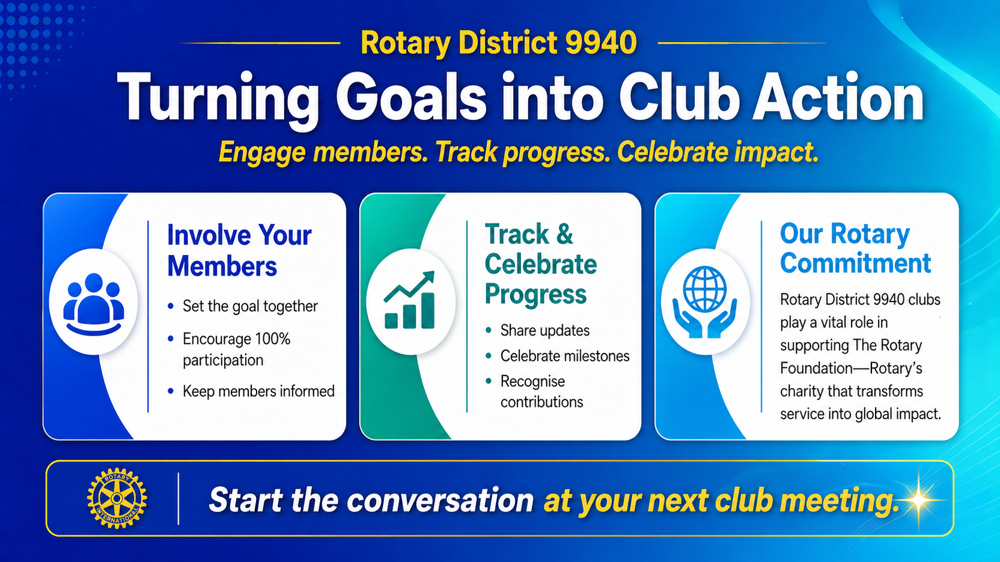 Rotary District 9940
Turning Goals into Club Action
Engage members. Track progress. Celebrate impact.
Involve Your
Members
• Set the goal together
• Encourage 100%
participation
• Keep members informed
Track &
Celebrate
Progress
• Share updates
• Celebrate milestones
• Recognise
contributions
Our Rotary
Commitment
Rotary District 9940 clubs
play a vital role in
supporting The Rotary
Foundation—Rotary’s
charity that transforms
service into global impact.
ROTARY
INTERNATIONAL
Start the conversation at your next club meeting.